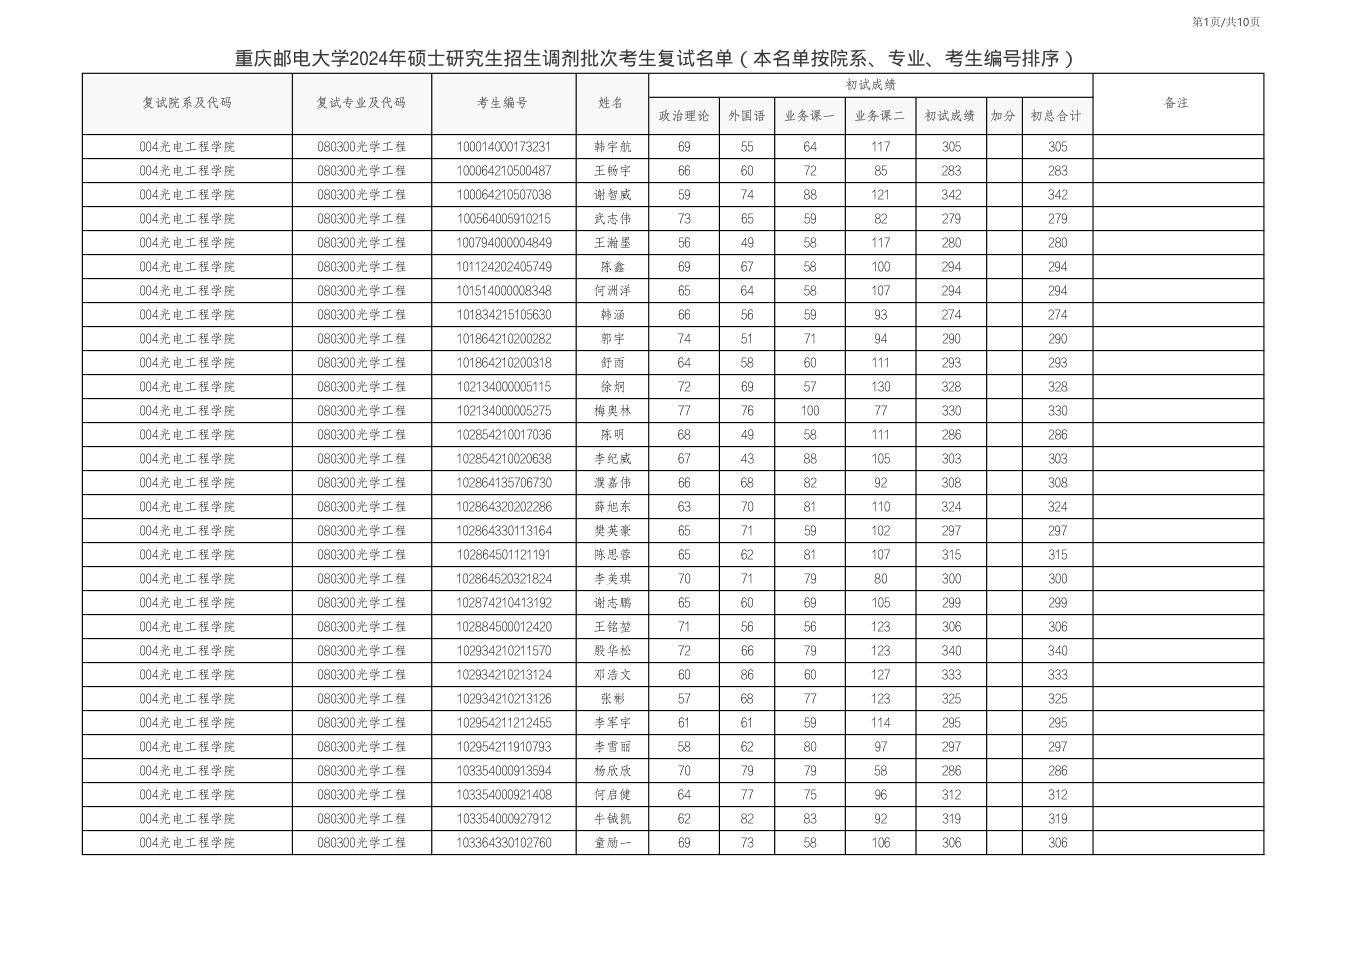 第1页/共10页
重庆邮电大学2024年硕士研究生招生调剂批次考生复试名单（本名单按院系、专业、考生编号排序）
复试院系及代码 复试专业及代码 考生编号 姓名 初试成绩 备注
政治理论 外国语 业务课一 业务课二 初试成绩 加分 初总合计
004光电工程学院 080300光学工程 100014000173231 韩宇航 69 55 64 117 305 305
004光电工程学院 080300光学工程 100064210500487 王畅宇 66 60 72 85 283 283
004光电工程学院 080300光学工程 100064210507038 谢智威 59 74 88 121 342 342
004光电工程学院 080300光学工程 100564005910215 武志伟 73 65 59 82 279 279
004光电工程学院 080300光学工程 100794000004849 王瀚墨 56 49 58 117 280 280
004光电工程学院 080300光学工程 101124202405749 陈鑫 69 67 58 100 294 294
004光电工程学院 080300光学工程 101514000008348 何洲洋 65 64 58 107 294 294
004光电工程学院 080300光学工程 101834215105630 韩涵 66 56 59 93 274 274
004光电工程学院 080300光学工程 101864210200282 郭宇 74 51 71 94 290 290
004光电工程学院 080300光学工程 101864210200318 舒雨 64 58 60 111 293 293
004光电工程学院 080300光学工程 102134000005115 徐炯 72 69 57 130 328 328
004光电工程学院 080300光学工程 102134000005275 梅奥林 77 76 100 77 330 330
004光电工程学院 080300光学工程 102854210017036 陈明 68 49 58 111 286 286
004光电工程学院 080300光学工程 102854210020638 李纪威 67 43 88 105 303 303
004光电工程学院 080300光学工程 102864135706730 濮嘉伟 66 68 82 92 308 308
004光电工程学院 080300光学工程 102864320202286 薛旭东 63 70 81 110 324 324
004光电工程学院 080300光学工程 102864330113164 樊英豪 65 71 59 102 297 297
004光电工程学院 080300光学工程 102864501121191 陈思蓉 65 62 81 107 315 315
004光电工程学院 080300光学工程 102864520321824 李美琪 70 71 79 80 300 300
004光电工程学院 080300光学工程 102874210413192 谢志鹏 65 60 69 105 299 299
004光电工程学院 080300光学工程 102884500012420 王铭堃 71 56 56 123 306 306
004光电工程学院 080300光学工程 102934210211570 殷华松 72 66 79 123 340 340
004光电工程学院 080300光学工程 102934210213124 邓浩文 60 86 60 127 333 333
004光电工程学院 080300光学工程 102934210213126 张彬 57 68 77 123 325 325
004光电工程学院 080300光学工程 102954211212455 李军宇 61 61 59 114 295 295
004光电工程学院 080300光学工程 102954211910793 李雪丽 58 62 80 97 297 297
004光电工程学院 080300光学工程 103354000913594 杨欣欣 70 79 79 58 286 286
004光电工程学院 080300光学工程 103354000921408 何启健 64 77 75 96 312 312
004光电工程学院 080300光学工程 103354000927912 牛铖凯 62 82 83 92 319 319
004光电工程学院 080300光学工程 103364330102760 童励一 69 73 58 106 306 306